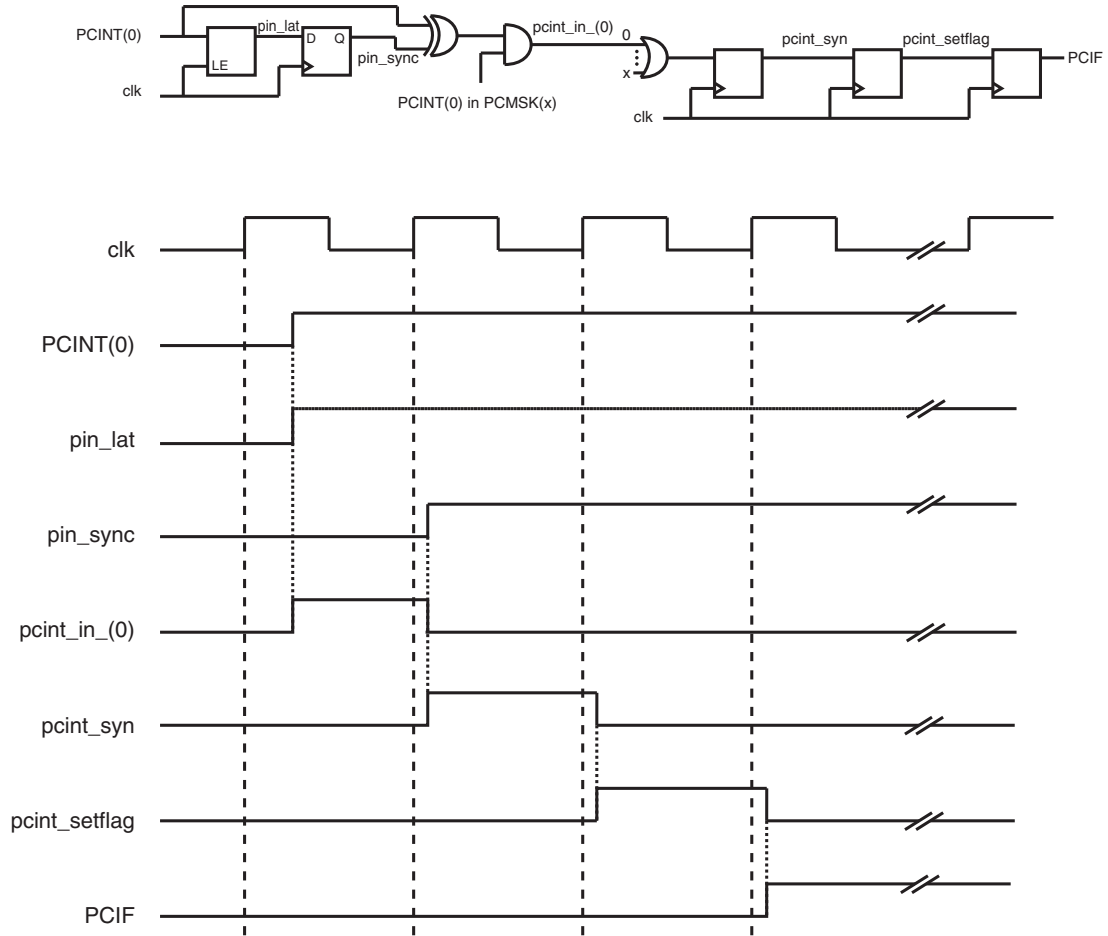 PCINT(0)
pin_lat
D Q
LE
pin_sync
clk
PCINT(0) in PCMSK(x)
pcint_in_(0)
0
x
clk
pcint_syn
pcint_setflag
PCIF
clk
PCINT(0)
pin_lat
pin_sync
pcint_in_(0)
pcint_syn
pcint_setflag
PCIF